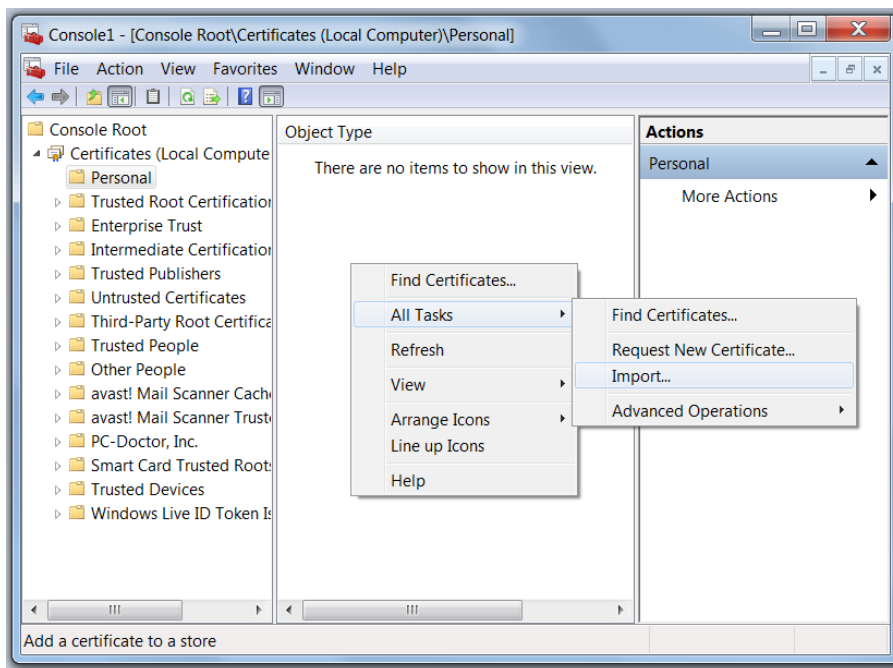 Console1 - [Console Root\Certificates (Local Computer)\Personal]
File Action View Favorites Window Help
Console Root
Certificates (Local Compute
Personal
Trusted Root Certification
Enterprise Trust
Intermediate Certification
Trusted Publishers
Untrusted Certificates
Third-Party Root Certifica
Trusted People
Other People
avast! Mail Scanner Cach
avast! Mail Scanner Trust
PC-Doctor, Inc.
Smart Card Trusted Roots
Trusted Devices
Windows Live ID Token Is
Object Type
There are no items to show in this view.
Find Certificates...
All Tasks
Refresh
View
Arrange Icons
Line up Icons
Help
Find Certificates...
Request New Certificate...
Import...
Advanced Operations
Actions
Personal
More Actions
Add a certificate to a store